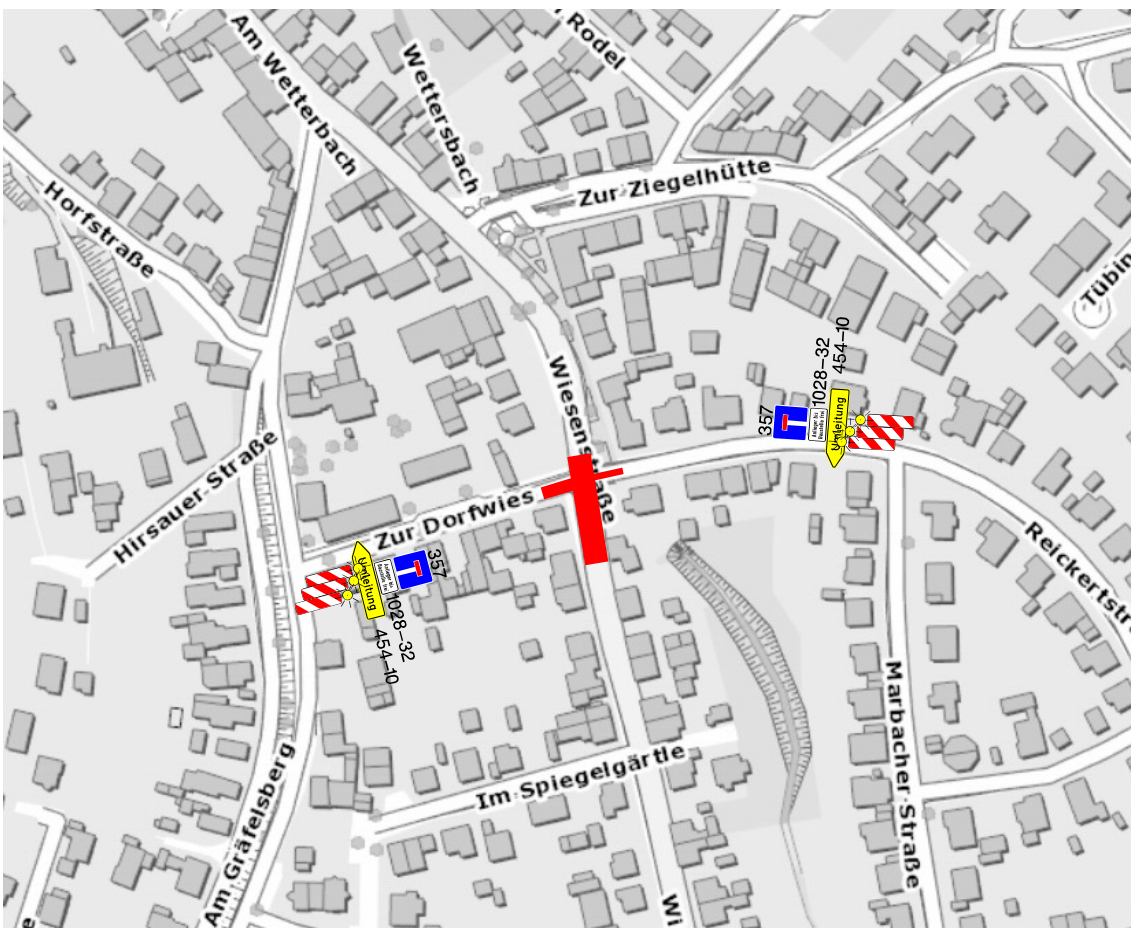 Rodel
Am Wetterbach
Wettersbach
Zur Ziegelhütte
Horfstraße
Tübin
Wiesenstraße
357
1028-32
454-10
Umleitung
Hirsauer Straße
Zur Dorfwies
Reickertstr
357
1028-32
454-10
Umleitung
Marbacher Straße
Im Spiegelgärtle
Am Gräfelsberg
Wi
e